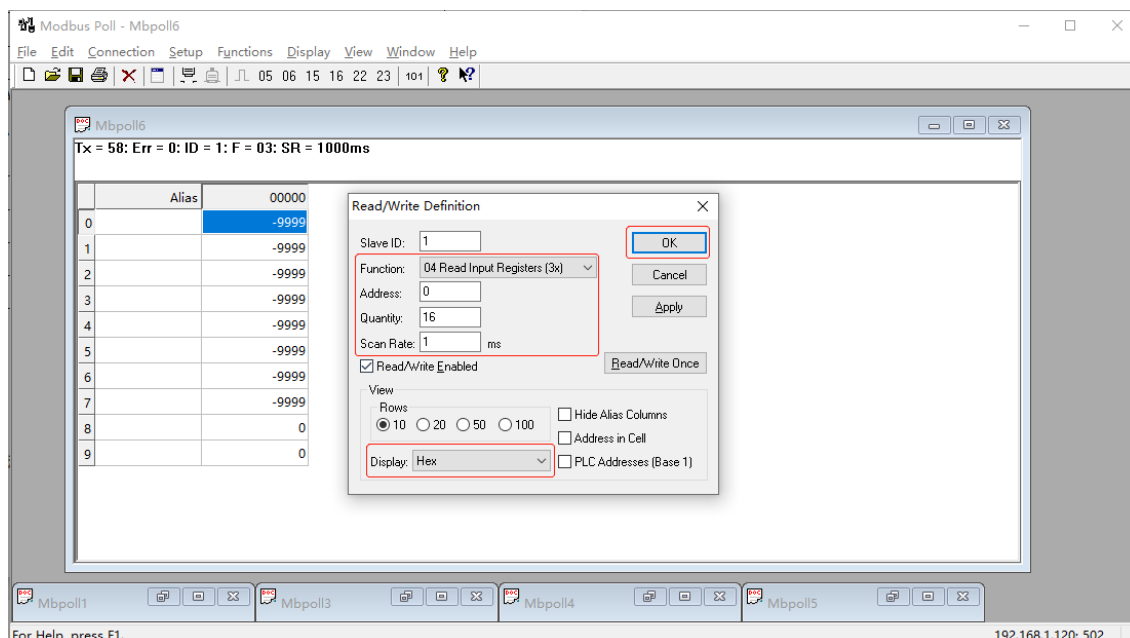 Modbus Poll - Mbpoll6
File Edit Connection Setup Functions Display View Window Help
05 06 15 16 22 23 101
Mbpoll6
Tx = 58: Err = 0: ID = 1: F = 03: SR = 1000ms
Alias 00000
0 -9999
1 -9999
2 -9999
3 -9999
4 -9999
5 -9999
6 -9999
7 -9999
8 0
9 0
Read/Write Definition
Slave ID: 1
OK
Function: 04 Read Input Registers (3x)
Cancel
Address: 0
Quantity: 16
Apply
Scan Rate: 1 ms
Read/Write Enabled
Read/Write Once
View
Rows
10 20 50 100
Hide Alias Columns
Address in Cell
Display: Hex
PLC Addresses (Base 1)
Mbpoll1 Mbpoll3 Mbpoll4 Mbpoll5
For Help, press F1. 192.168.1.120: 502